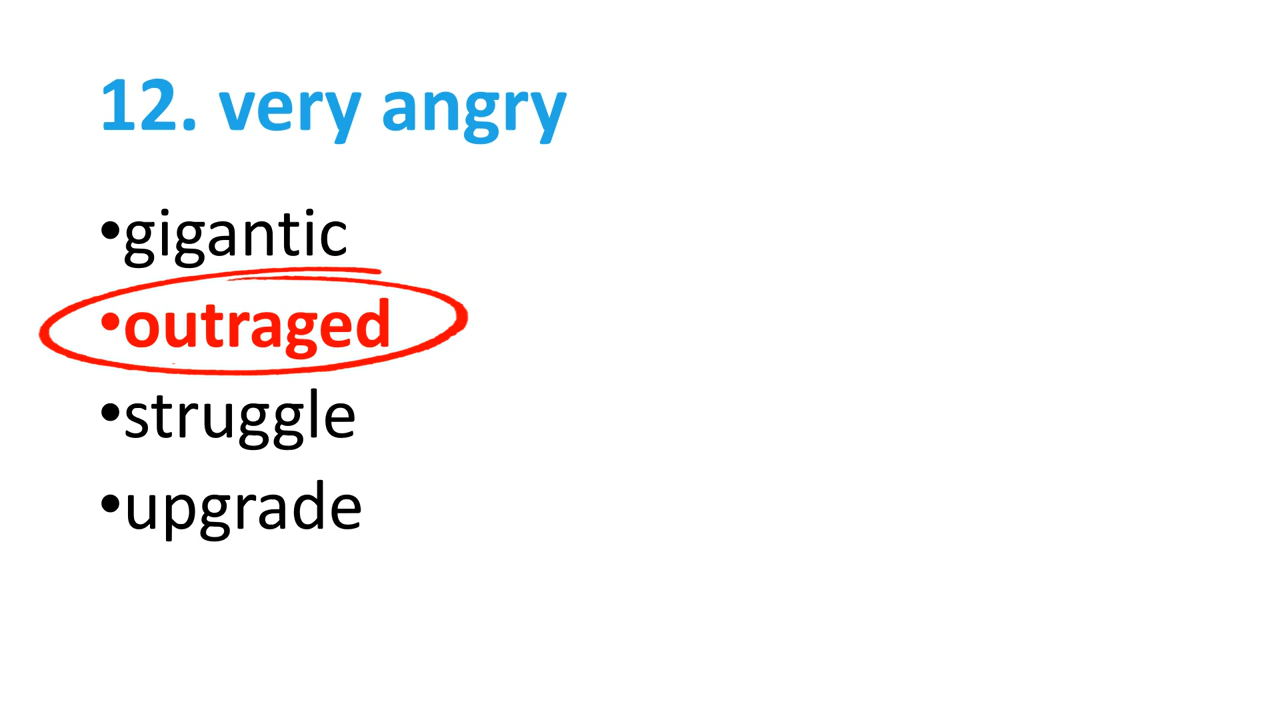 12. very angry
•gigantic
•outraged
•struggle
•upgrade